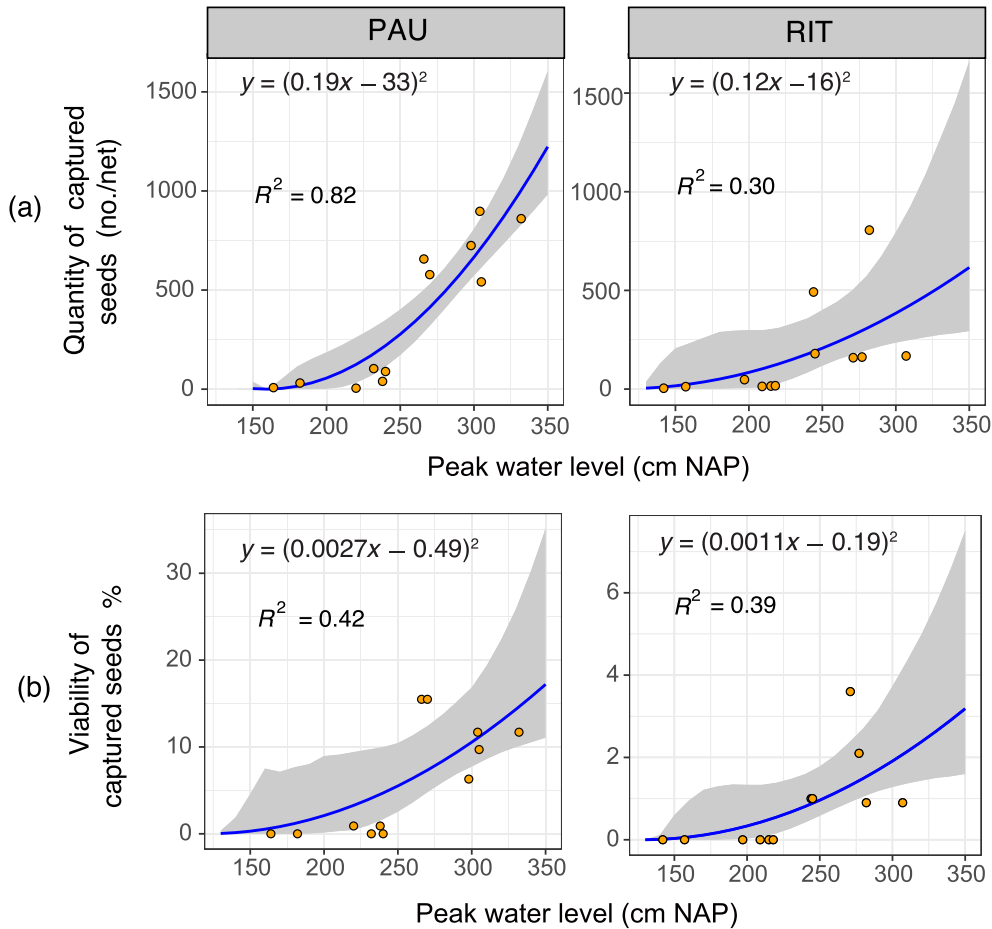 PAU
RIT
(a)
Quantity of captured
seeds (no./net)
y = (0.19x – 33)²
R² = 0.82
1500
1000
500
0
150 200 250 300 350
y = (0.12x –16)²
R² = 0.30
1500
1000
500
0
150 200 250 300 350
Peak water level (cm NAP)
(b)
Viability of
captured seeds %
y = (0.0027x – 0.49)²
R² = 0.42
30
20
10
0
150 200 250 300 350
y = (0.0011x – 0.19)²
R² = 0.39
6
4
2
0
150 200 250 300 350
Peak water level (cm NAP)